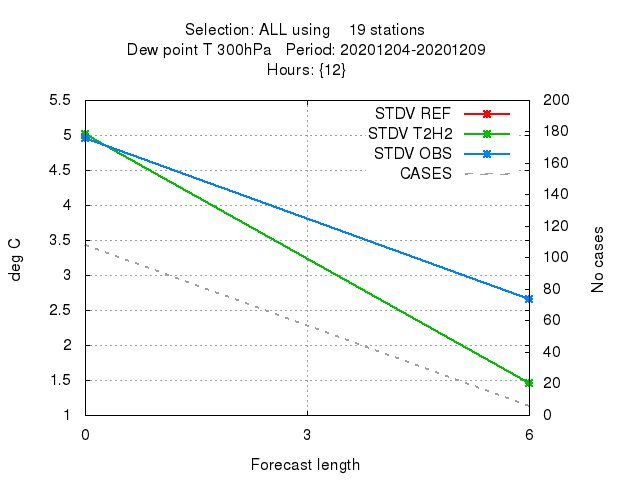 Selection: ALL using 19 stations
Dew point T 300hPa Period: 20201204-20201209
Hours: {12}
STDV REF
STDV T2H2
STDV OBS
CASES
5.5
5
4.5
4
3.5
3
2.5
2
1.5
1
deg C
200
180
160
140
120
100
80
60
40
20
0
No cases
0 3 6
Forecast length